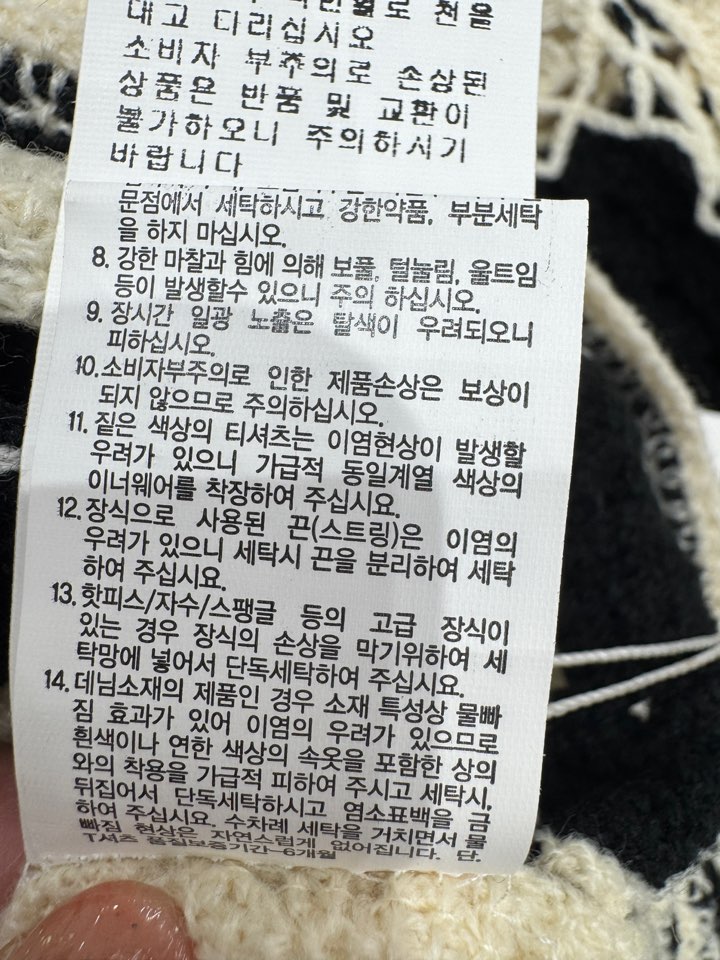 천을
대고 다리십시오
소비자 부주의로 손상된
상품은 반품 및 교환이
불가하오니 주의하시기
바랍니다
문점에서 세탁하시고 강한약품, 부분세탁
을 하지 마십시오.
8. 강한 마찰과 힘에 의해 보풀, 털눌림, 울트임
등이 발생할수 있으니 주의 하십시오.
9. 장시간 일광 노출은 탈색이 우려되오니
피하십시오.
10. 소비자부주의로 인한 제품손상은 보상이
되지 않으므로 주의하십시오.
11. 짙은 색상의 티셔츠는 이염현상이 발생할
우려가 있으니 가급적 동일계열 색상의
이너웨어를 착장하여 주십시요.
12. 장식으로 사용된 끈(스트링)은 이염의
우려가 있으니 세탁시 끈을 분리하여 세탁
하여 주십시요.
13. 핫피스/자수/스팽글 등의 고급 장식이
있는 경우 장식의 손상을 막기위하여 세
탁망에 넣어서 단독세탁하여 주십시요.
14. 데님소재의 제품인 경우 소재 특성상 물빠
짐 효과가 있어 이염의 우려가 있으므로
흰색이나 연한 색상의 속옷을 포함한 상의
와의 착용을 가급적 피하여 주시고 세탁시,
뒤집어서 단독세탁하시고 염소표백을 금
하여 주십시요. 수차례 세탁을 거치면서 물
빠짐 현상은 자연스럽게 없어집니다. 단.
T셔츠 품질보증기간-6개월